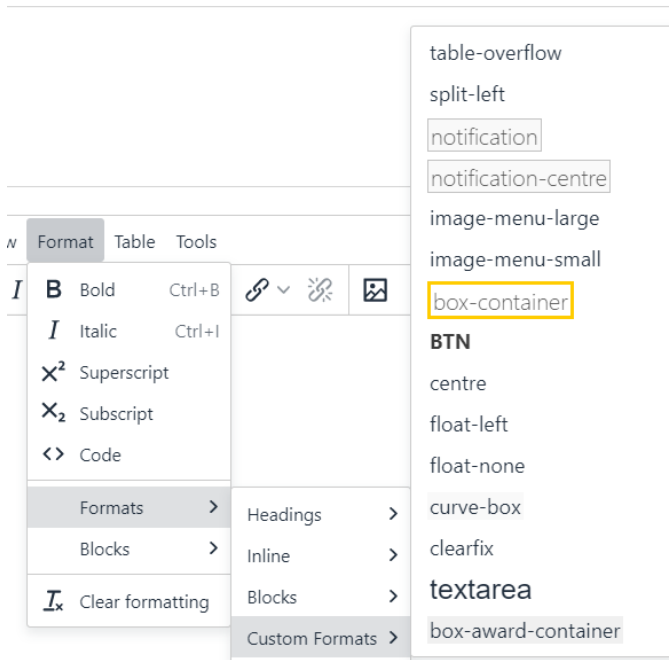 w Format Table Tools
I
B Bold Ctrl+B
I Italic Ctrl+I
X² Superscript
X₂ Subscript
<> Code
Formats
Blocks
Clear formatting
Headings
Inline
Blocks
Custom Formats
table-overflow
split-left
notification
notification-centre
image-menu-large
image-menu-small
box-container
BTN
centre
float-left
float-none
curve-box
clearfix
textarea
box-award-container